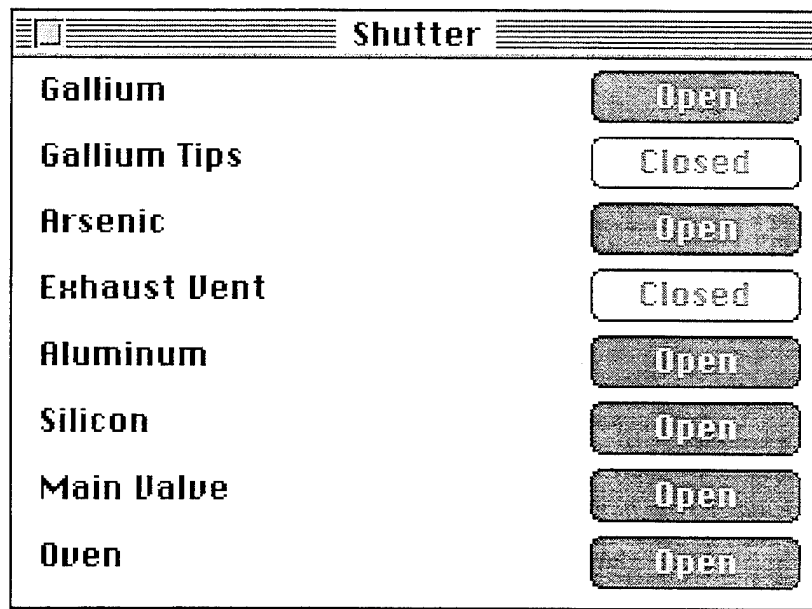 Shutter
Gallium Open
Gallium Tips Closed
Arsenic Open
Exhaust Vent Closed
Aluminum Open
Silicon Open
Main Valve Open
Oven Open